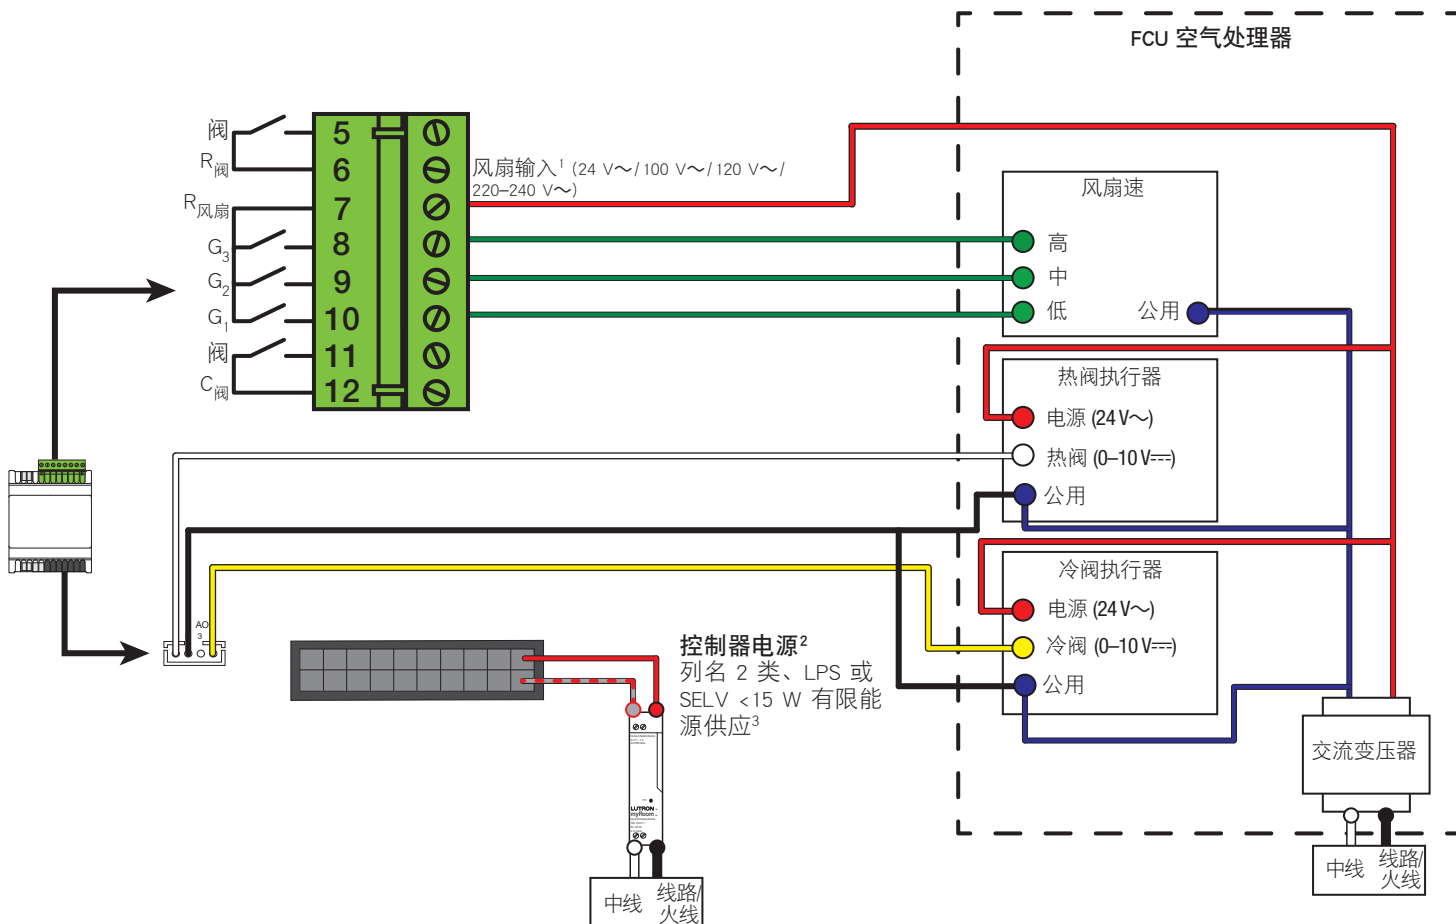 FCU 空气处理器
阀
R阀
R风扇
G3
G2
G1
阀
C阀
5
6
7
8
9
10
11
12
风扇输入¹ (24 V～/100 V～/120 V～/
220–240 V～)
风扇速
高
中
低
公用
热阀执行器
电源 (24 V～)
热阀 (0–10 V⎓)
公用
冷阀执行器
电源 (24 V～)
冷阀 (0–10 V⎓)
公用
AO
3
控制器电源²
列名 2 类、LPS 或
SELV <15 W 有限能
源供应³
LUTRON
myRoom
中线
线路/
火线
交流变压器
中线
线路/
火线